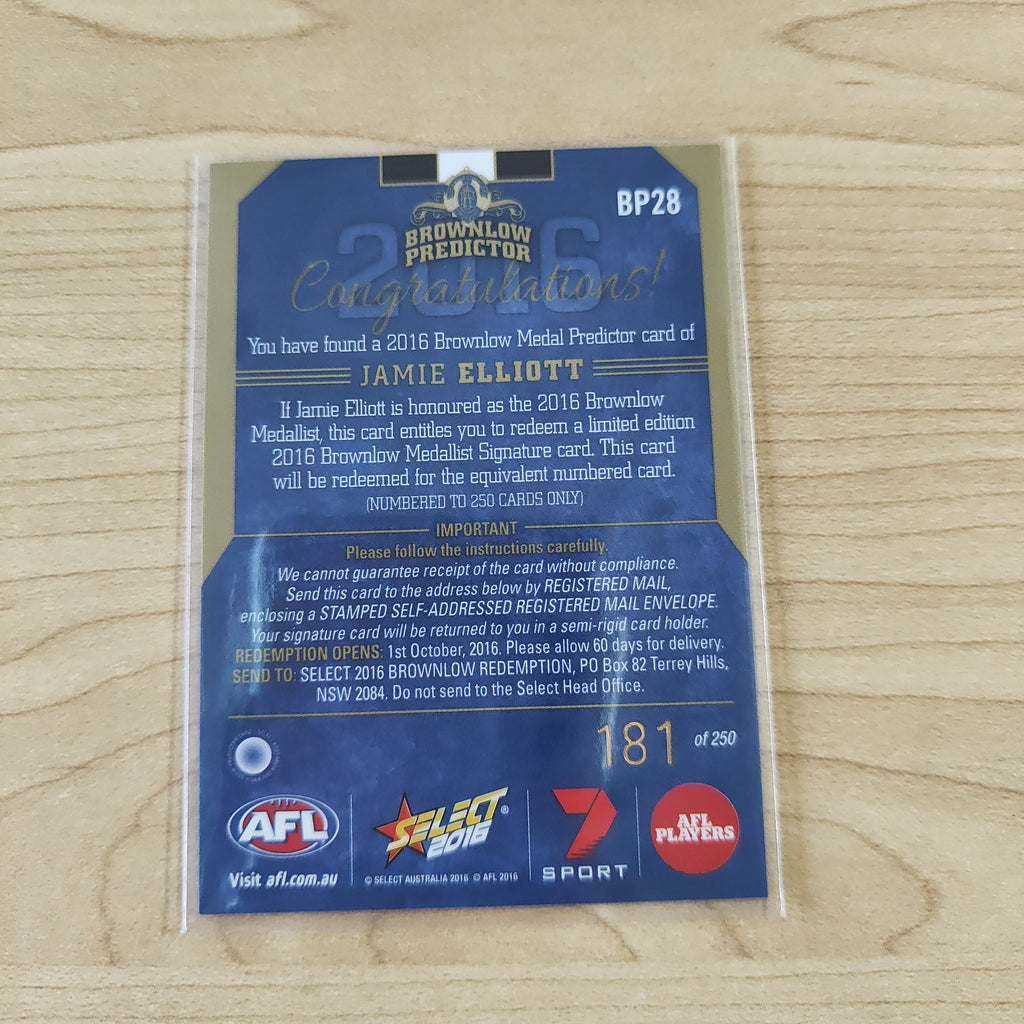 BP28
BROWNLOW
PREDICTOR
2016
Congratulations!
You have found a 2016 Brownlow Medal Predictor card of
JAMIE ELLIOTT
If Jamie Elliott is honoured as the 2016 Brownlow
Medallist, this card entitles you to redeem a limited edition
2016 Brownlow Medallist Signature card. This card
will be redeemed for the equivalent numbered card.
(NUMBERED TO 250 CARDS ONLY)
IMPORTANT
Please follow the instructions carefully.
We cannot guarantee receipt of the card without compliance.
Send this card to the address below by REGISTERED MAIL,
enclosing a STAMPED SELF-ADDRESSED REGISTERED MAIL ENVELOPE.
Your signature card will be returned to you in a semi-rigid card holder.
REDEMPTION OPENS: 1st October, 2016. Please allow 60 days for delivery.
SEND TO: SELECT 2016 BROWNLOW REDEMPTION, PO Box 82 Terrey Hills,
NSW 2084. Do not send to the Select Head Office.
181 of 250
AFL
Visit afl.com.au
SELECT®
2016
© SELECT AUSTRALIA 2016 © AFL 2016
7
SPORT
AFL
PLAYERS